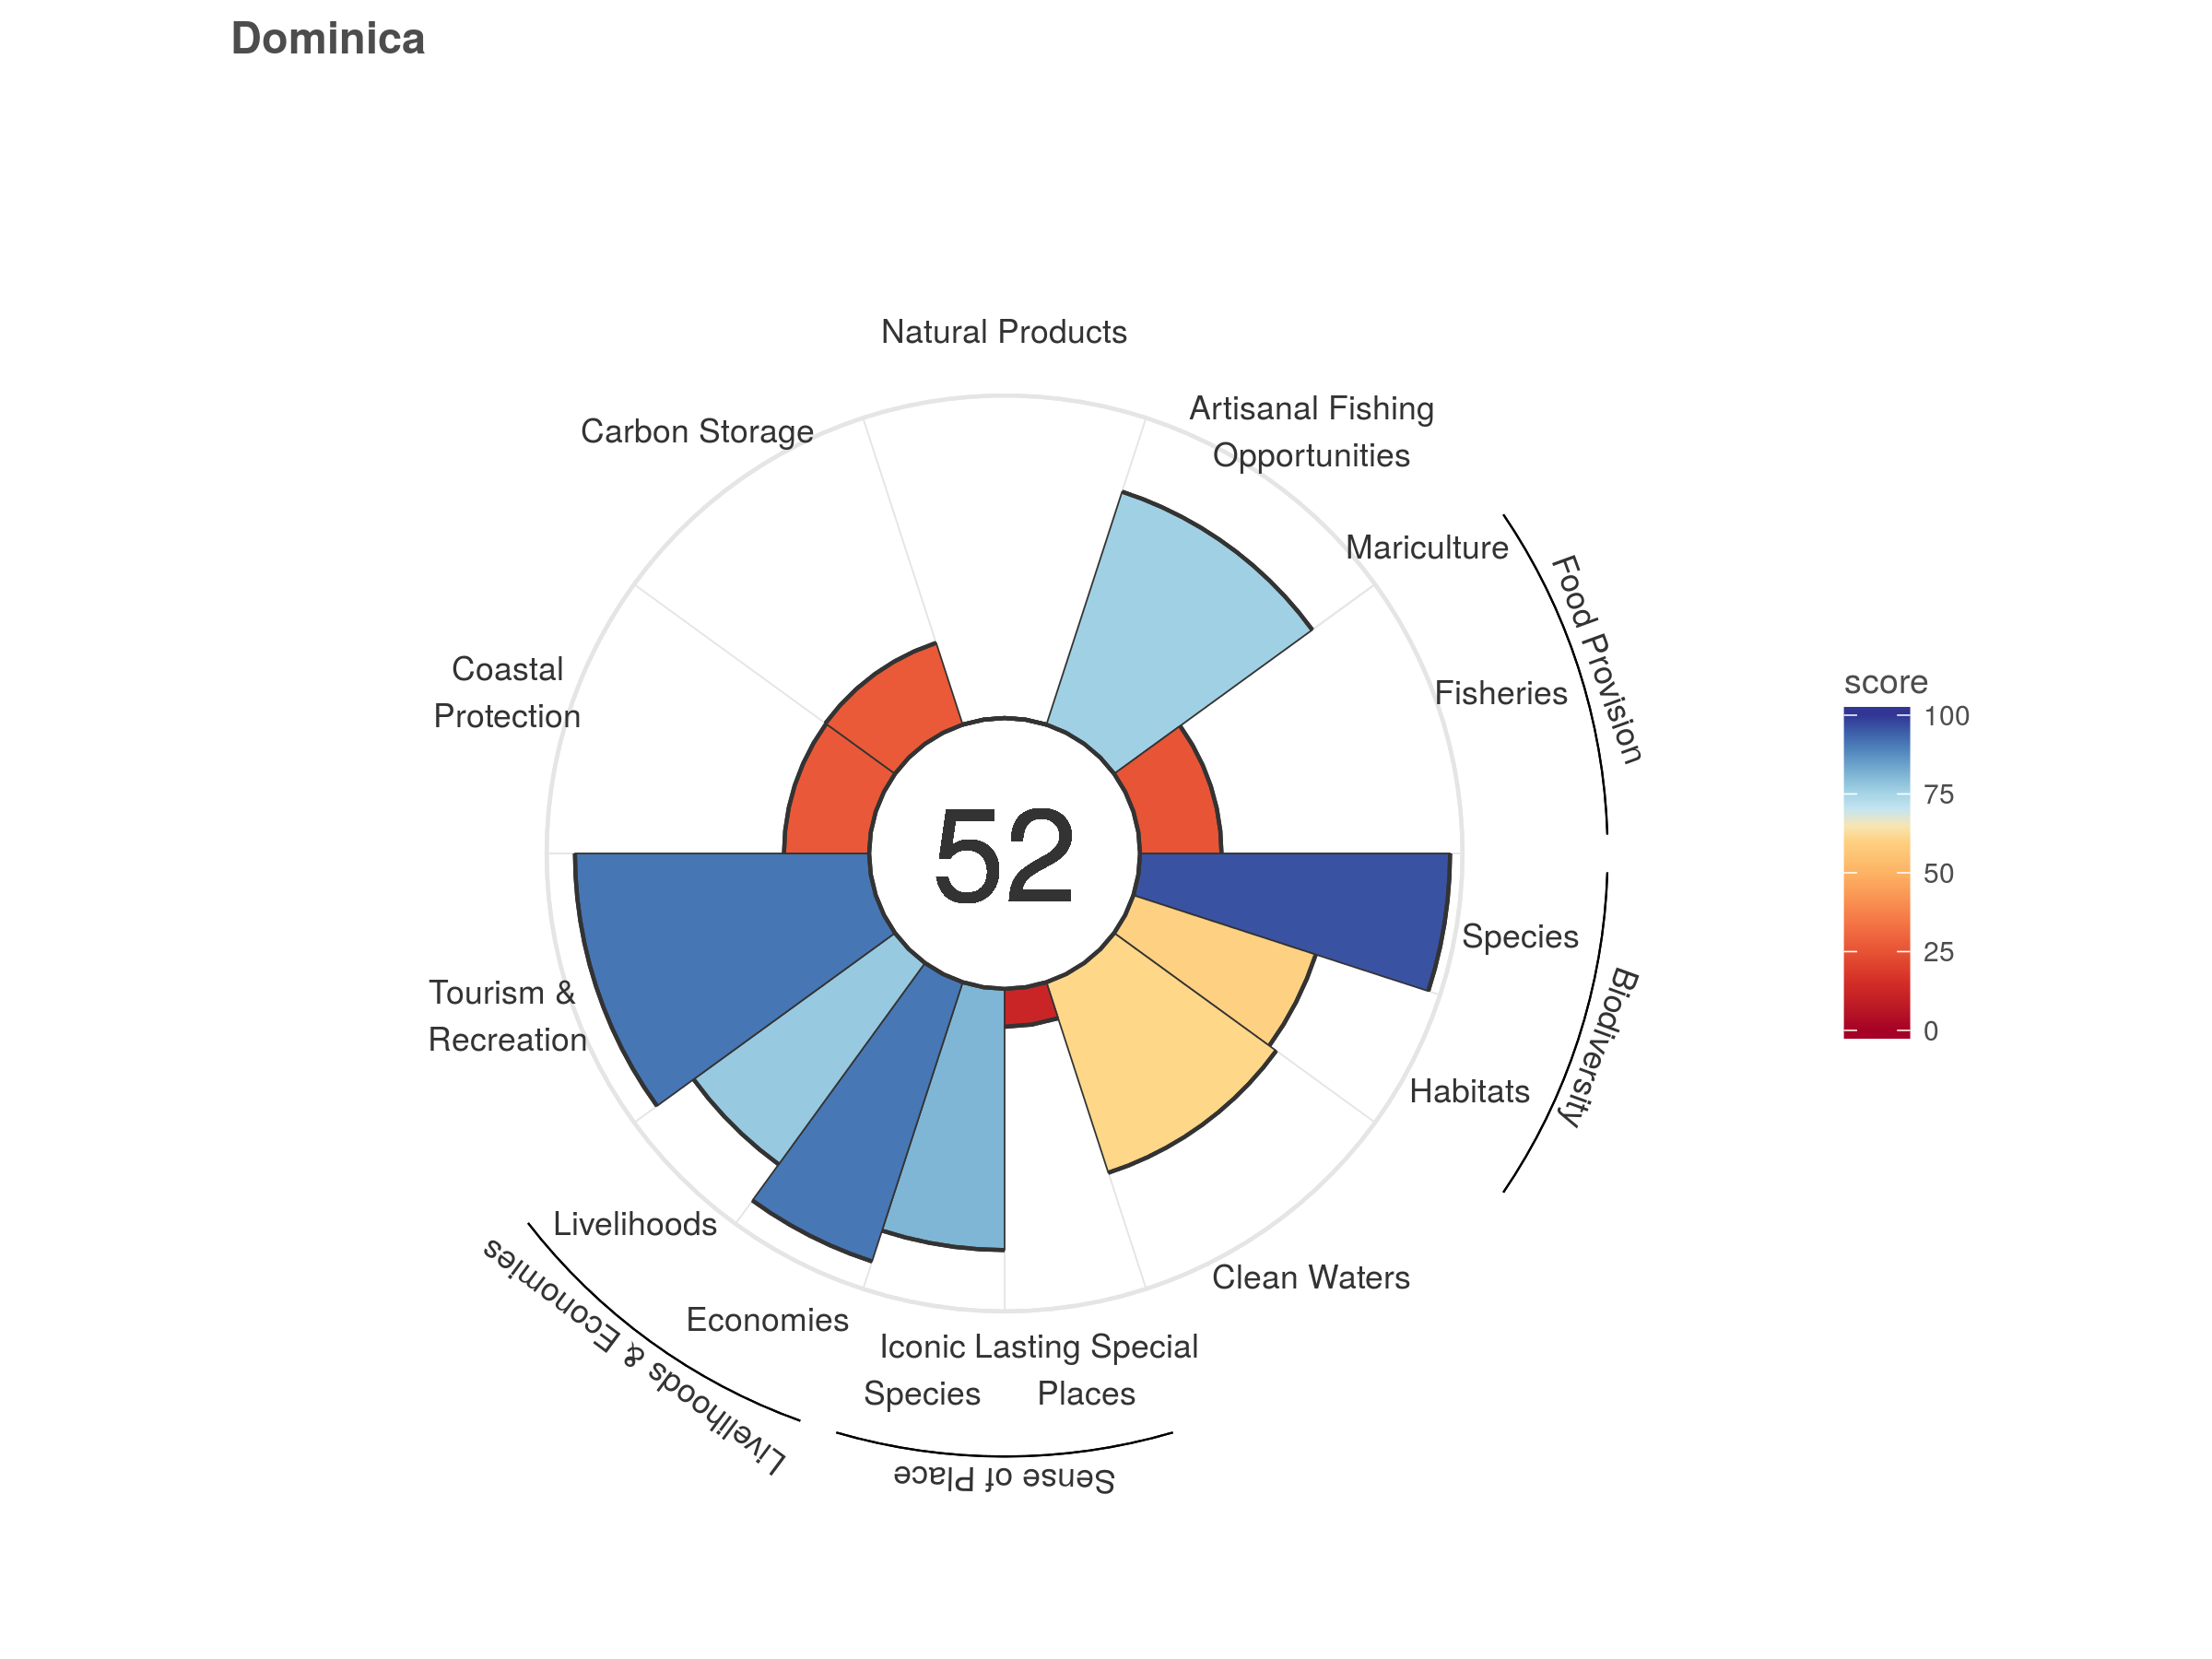 Dominica
Natural Products
Artisanal Fishing
Opportunities
Carbon Storage
Mariculture
Food Provision
Fisheries
Coastal
Protection
score
100
75
50
25
0
52
Species
Biodiversity
Habitats
Tourism &
Recreation
Livelihoods
Livelihoods & Economies
Economies
Clean Waters
Iconic
Species
Lasting Special
Places
Sense of Place